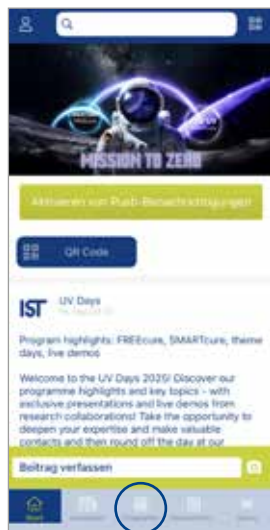 MISSION TO ZERO
Aktivieren von Push-Benachrichtigungen
QR Code
IST
UV Days
Program highlights: FREEcure, SMARTcure, theme
days, live demos
Welcome to the UV Days 2025! Discover our
programme highlights and key topics - with
exclusive presentations and live demos from
research collaborations! Take the opportunity to
deepen your expertise and make valuable
contacts and then round off the day at our
Beitrag verfassen
Start